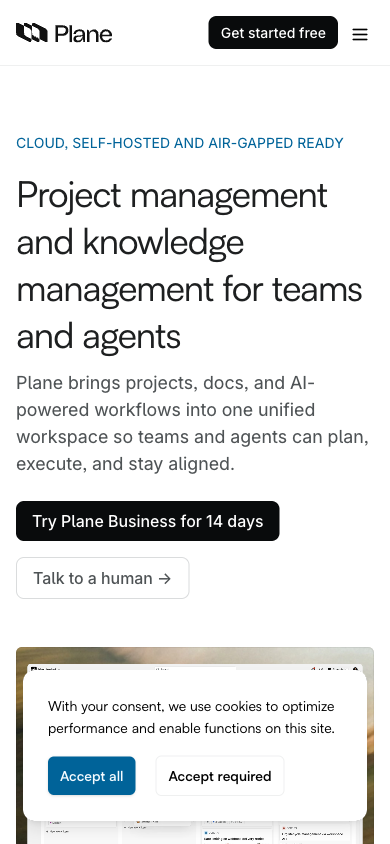 Plane
Get started free
CLOUD, SELF-HOSTED AND AIR-GAPPED READY
Project management
and knowledge
management for teams
and agents
Plane brings projects, docs, and AI-
powered workflows into one unified
workspace so teams and agents can plan,
execute, and stay aligned.
Try Plane Business for 14 days
Talk to a human →
With your consent, we use cookies to optimize
performance and enable functions on this site.
Accept all
Accept required